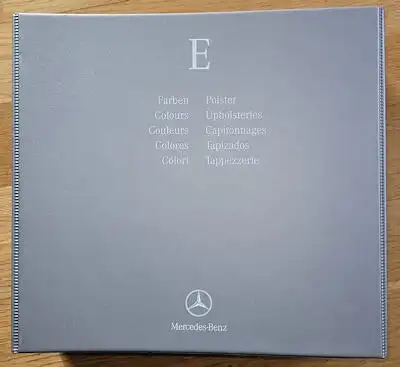 E
Farben Polster
Colours Upholsteries
Couleurs Capitonnages
Colores Tapizados
Colori Tappezzerie
Mercedes-Benz